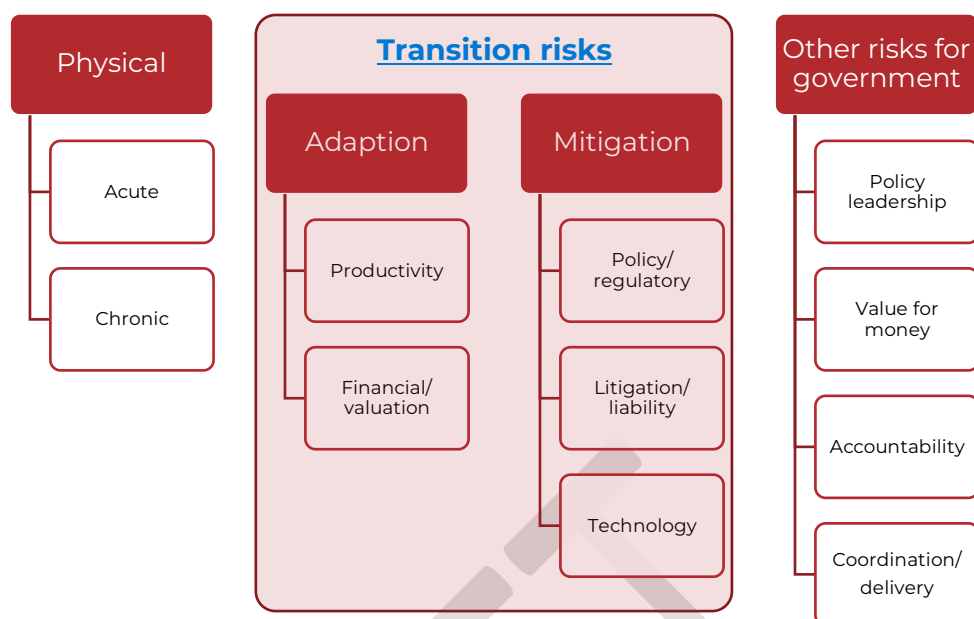 Physical
Acute
Chronic
Transition risks
Adaption
Productivity
Financial/
valuation
Mitigation
Policy/
regulatory
Litigation/
liability
Technology
Other risks for
government
Policy
leadership
Value for
money
Accountability
Coordination/
delivery